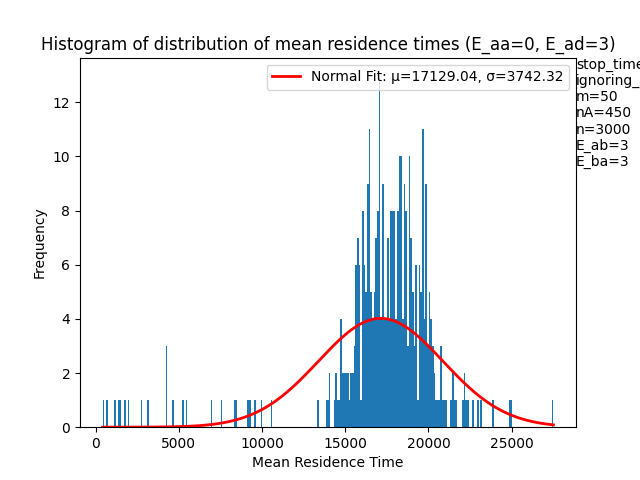 Histogram of distribution of mean residence times (E_aa=0, E_ad=3)
Normal Fit: μ=17129.04, σ=3742.32
stop_time
ignoring_
m=50
nA=450
n=3000
E_ab=3
E_ba=3
Frequency
12
10
8
6
4
2
0
0 5000 10000 15000 20000 25000
Mean Residence Time